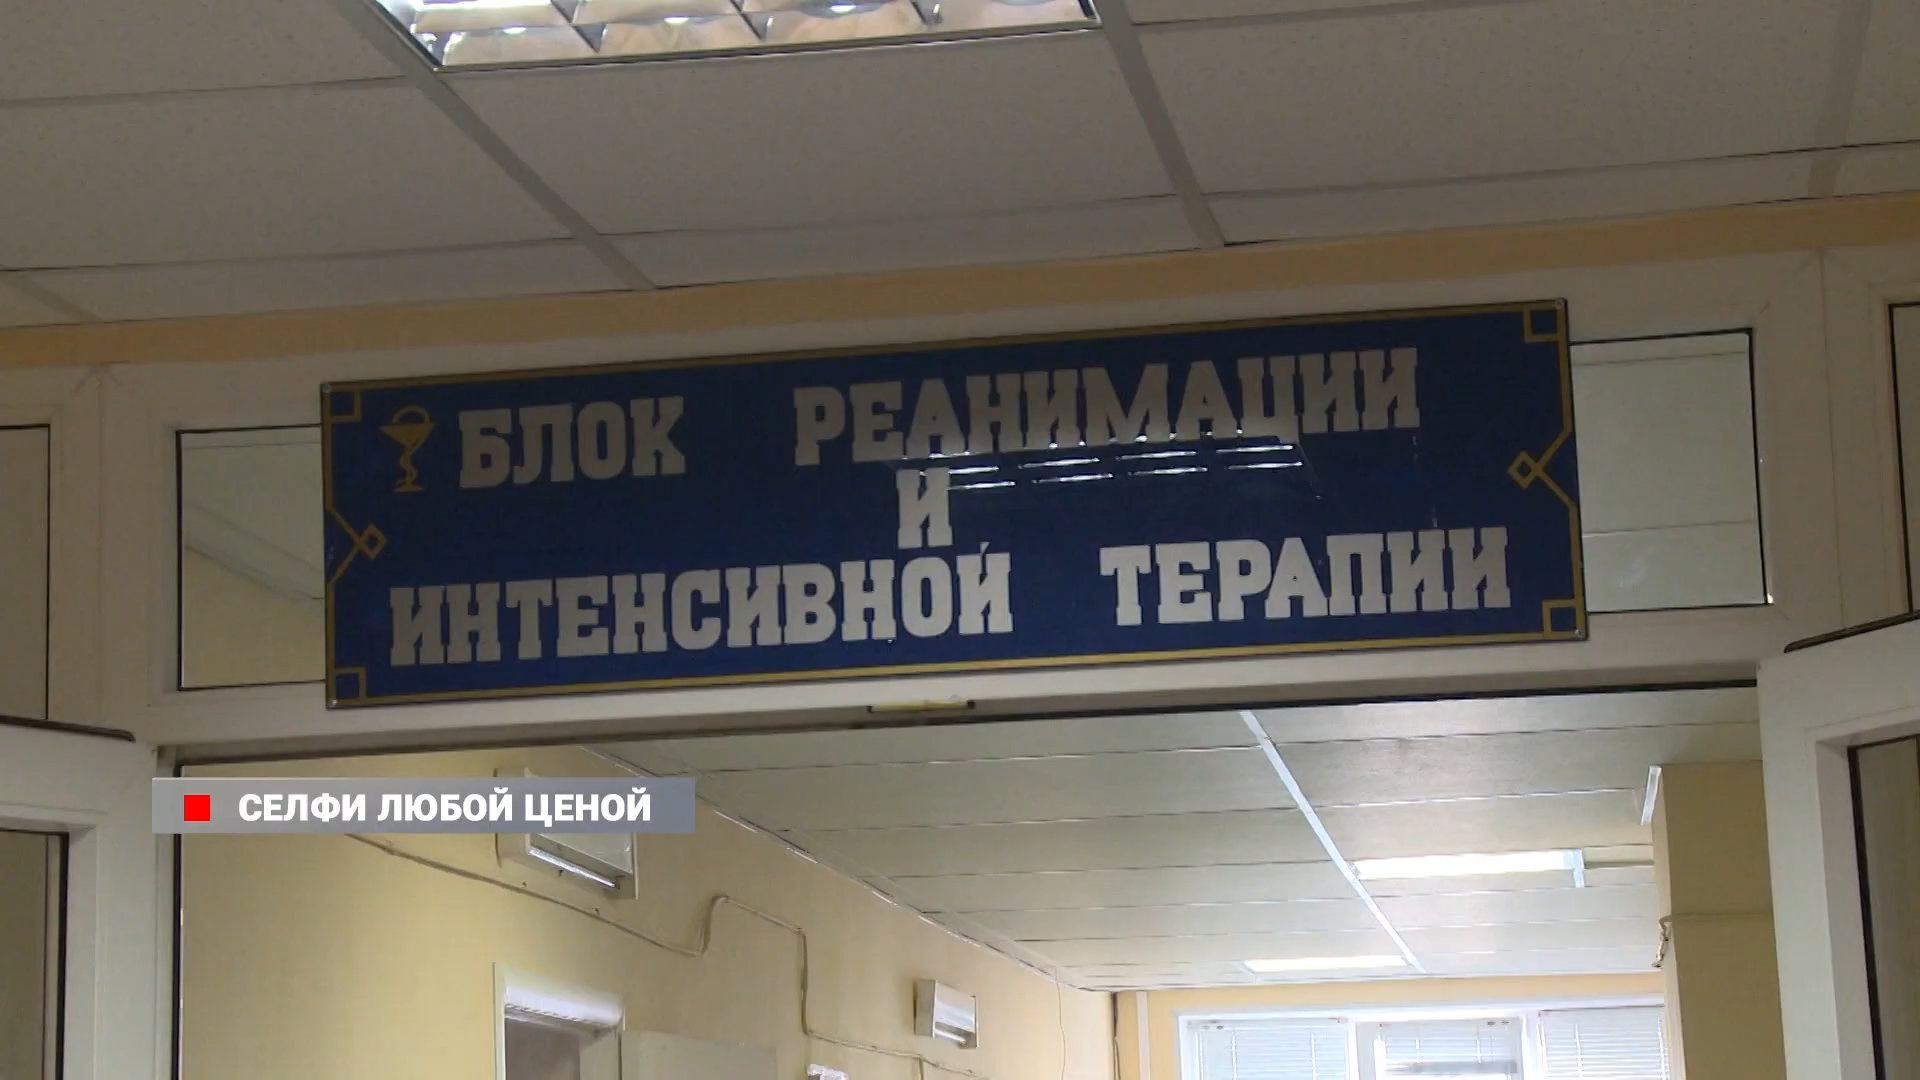 БЛОК РЕАНИМАЦИИ
И
ИНТЕНСИВНОЙ ТЕРАПИИ
СЕЛФИ ЛЮБОЙ ЦЕНОЙ